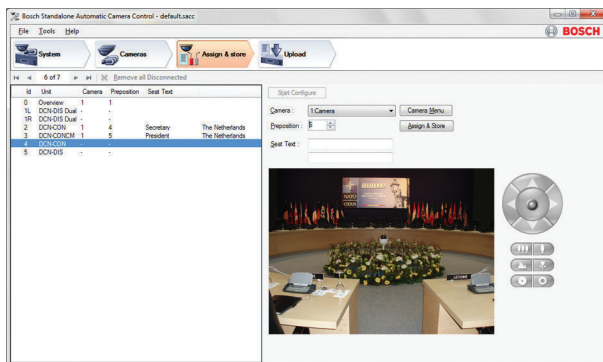 Bosch Standalone Automatic Camera Control - default.sacc
File Tools Help
BOSCH
System Cameras Assign & store Upload
6 of 7 Remove all Disconnected
Id Unit Camera Preposition Seat Text
0 Overview 1 1
1L DCN-DIS Dual - -
1R DCN-DIS Dual - -
2 DCN-CON 1 4 Secretary The Netherlands
3 DCN-CONCM 1 5 President The Netherlands
4 DCN-CON - -
5 DCN-DIS - -
Start Configure
Camera : 1:Camera Camera Menu
Preposition : 6 Assign & Store
Seat Text :
NATO
OTAN